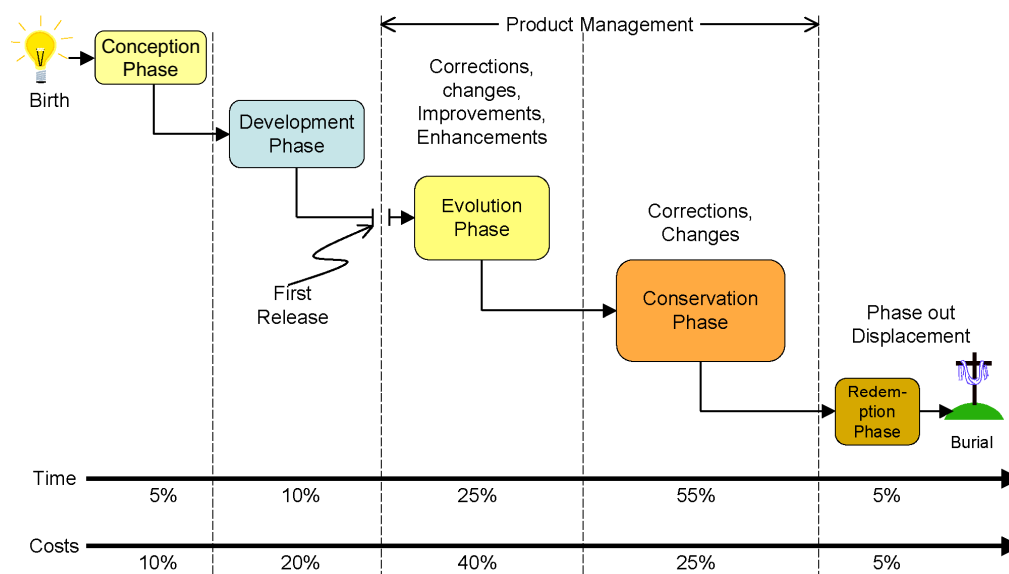 Product Management
Conception
Phase
Birth
Corrections,
changes,
Improvements,
Enhancements
Development
Phase
Evolution
Phase
Corrections,
Changes
First
Release
Conservation
Phase
Phase out
Displacement
Redem-
ption
Phase
Burial
Time
5%
10%
25%
55%
5%
Costs
10%
20%
40%
25%
5%